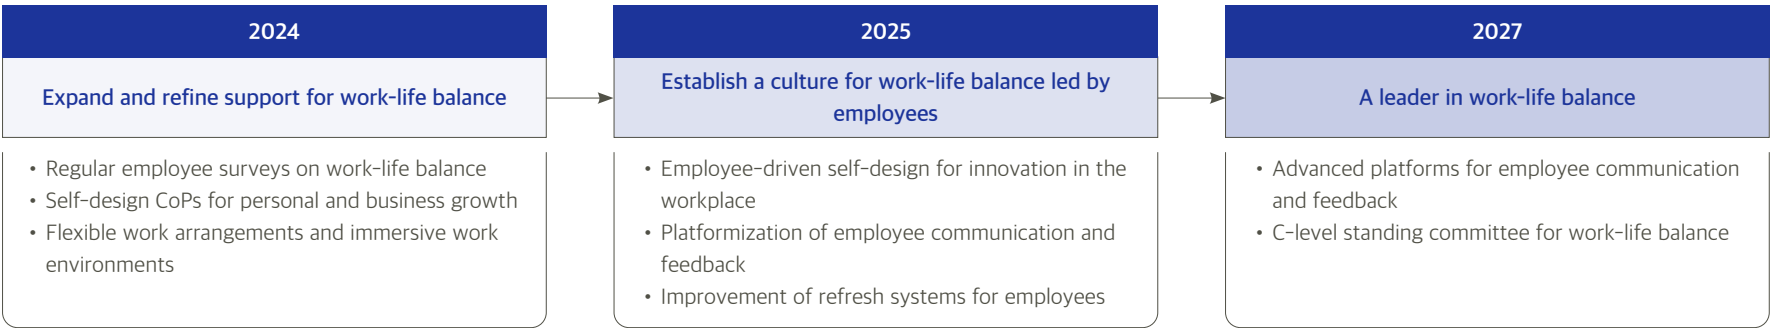 2024
Expand and refine support for work-life balance
• Regular employee surveys on work-life balance
• Self-design CoPs for personal and business growth
• Flexible work arrangements and immersive work
environments
2025
Establish a culture for work-life balance led by
employees
• Employee-driven self-design for innovation in the
workplace
• Platformization of employee communication and
feedback
• Improvement of refresh systems for employees
2027
A leader in work-life balance
• Advanced platforms for employee communication
and feedback
• C-level standing committee for work-life balance